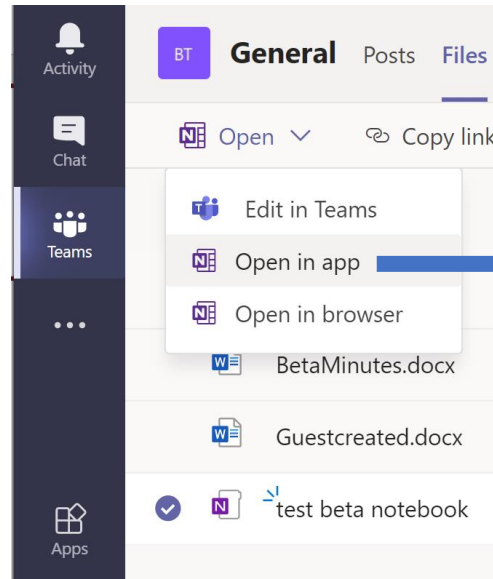 Activity
Chat
Teams
Apps
BT General Posts Files
Open Copy link
Edit in Teams
Open in app
Open in browser
BetaMinutes.docx
Guestcreated.docx
test beta notebook